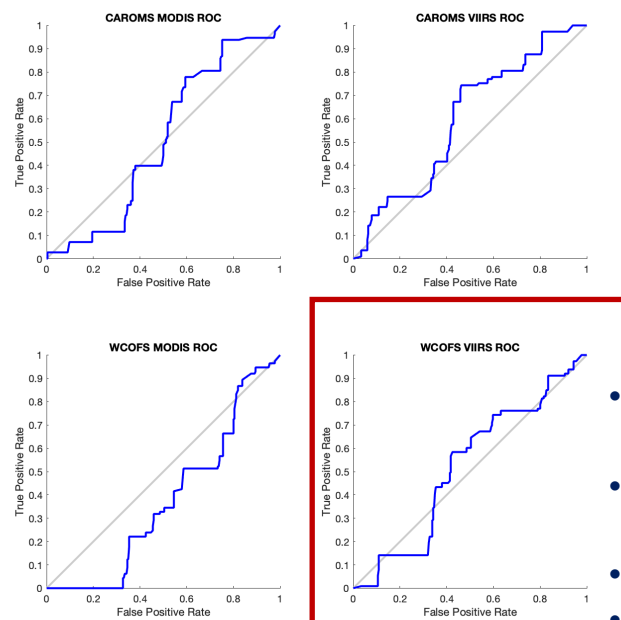 CAROMS MODIS ROC
1
0.9
0.8
0.7
0.6
0.5
0.4
0.3
0.2
0.1
0
True Positive Rate
0 0.2 0.4 0.6 0.8 1
False Positive Rate
CAROMS VIIRS ROC
1
0.9
0.8
0.7
0.6
0.5
0.4
0.3
0.2
0.1
0
True Positive Rate
0 0.2 0.4 0.6 0.8 1
False Positive Rate
WCOFS MODIS ROC
1
0.9
0.8
0.7
0.6
0.5
0.4
0.3
0.2
0.1
0
True Positive Rate
0 0.2 0.4 0.6 0.8 1
False Positive Rate
WCOFS VIIRS ROC
1
0.9
0.8
0.7
0.6
0.5
0.4
0.3
0.2
0.1
0
True Positive Rate
0 0.2 0.4 0.6 0.8 1
False Positive Rate